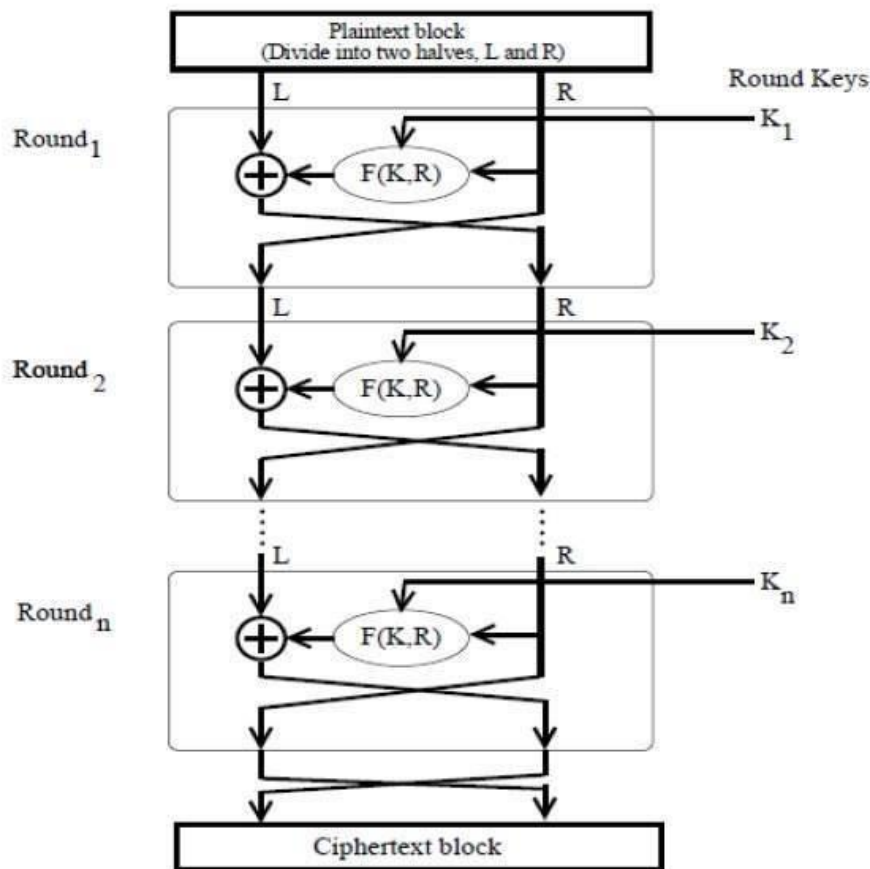 Plaintext block
(Divide into two halves, L and R)
Round Keys
L
R
K1
Round1
F(K,R)
L
R
K2
Round2
F(K,R)
L
R
Kn
Roundn
F(K,R)
Ciphertext block